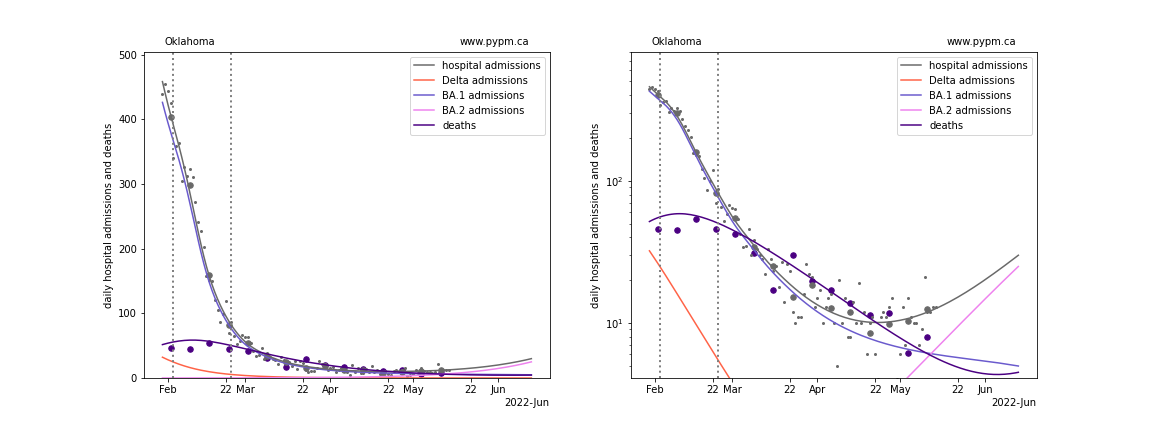 Oklahoma www.pypm.ca
500
400
300
200
100
0
daily hospital admissions and deaths
hospital admissions
Delta admissions
BA.1 admissions
BA.2 admissions
deaths
Feb 22 Mar 22 Apr 22 May 22 Jun
2022-Jun
Oklahoma www.pypm.ca
10²
10¹
daily hospital admissions and deaths
hospital admissions
Delta admissions
BA.1 admissions
BA.2 admissions
deaths
Feb 22 Mar 22 Apr 22 May 22 Jun
2022-Jun